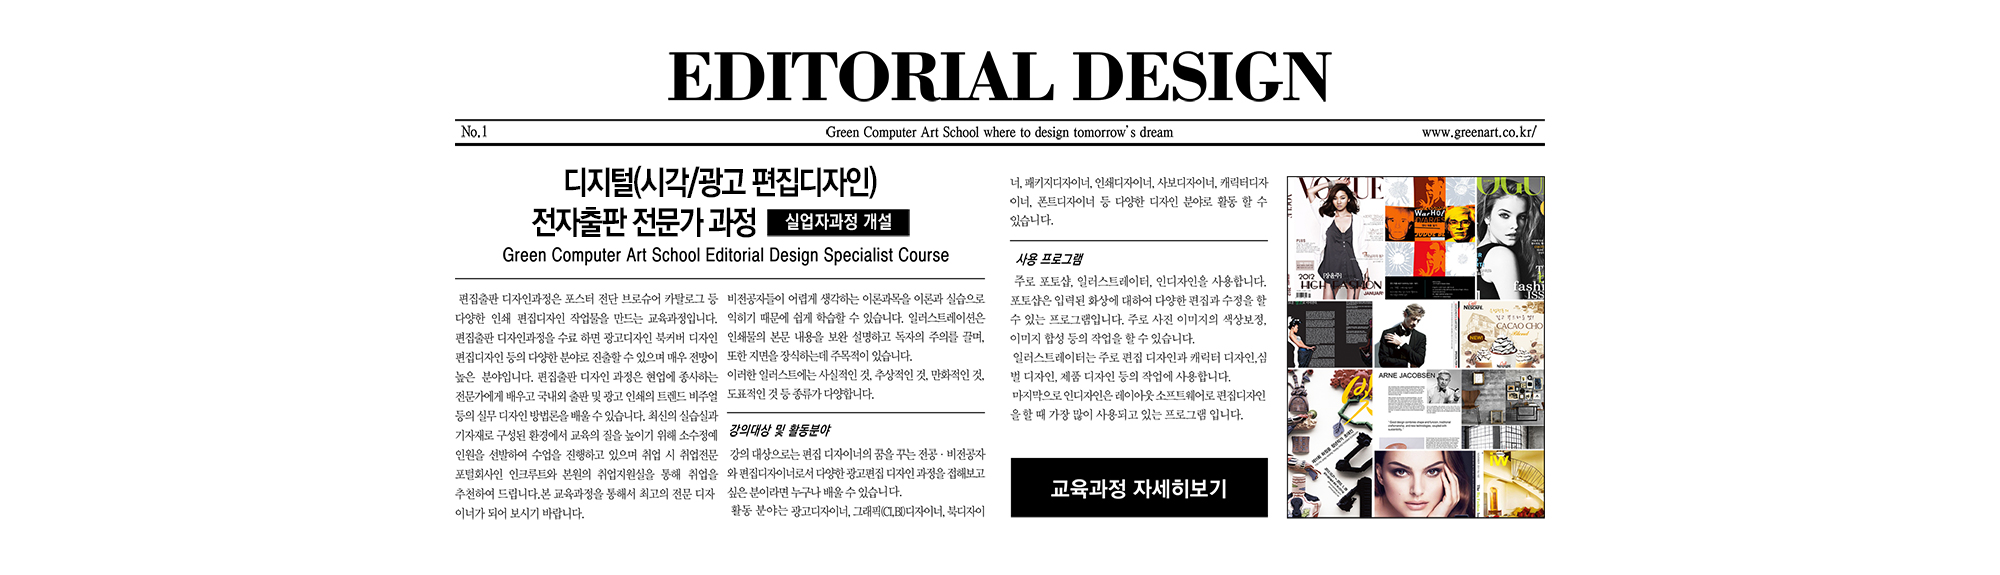 EDITORIAL DESIGN
No.1
Green Computer Art School where to design tomorrow's dream
www.greenart.co.kr/
디지털(시각/광고 편집디자인)
전자출판 전문가 과정 실업자과정 개설
Green Computer Art School Editorial Design Specialist Course
편집출판 디자인과정은 포스터 전단 브로슈어 카탈로그 등
다양한 인쇄 편집디자인 작업물을 만드는 교육과정입니다.
편집출판 디자인과정을 수료 하면 광고디자인 북커버 디자인
편집디자인 등의 다양한 분야로 진출할 수 있으며 매우 전망이
높은 분야입니다. 편집출판 디자인 과정은 현업에 종사하는
전문가에게 배우고 국내외 출판 및 광고 인쇄의 트렌드 비주얼
등의 실무 디자인 방법론을 배울 수 있습니다. 최신의 실습실과
기자재로 구성된 환경에서 교육의 질을 높이기 위해 소수정예
인원을 선발하여 수업을 진행하고 있으며 취업 시 취업전문
포털회사인 인크루트와 본원의 취업지원실을 통해 취업을
추천하여 드립니다.본 교육과정을 통해서 최고의 전문 디자
이너가 되어 보시기 바랍니다.
비전공자들이 어렵게 생각하는 이론과목을 이론과 실습으로
익히기 때문에 쉽게 학습할 수 있습니다. 일러스트레이션은
인쇄물의 본문 내용을 보완 설명하고 독자의 주의를 끌며,
또한 지면을 장식하는데 주목적이 있습니다.
이러한 일러스트에는 사실적인 것, 추상적인 것, 만화적인 것,
도표적인 것 등 종류가 다양합니다.
강의대상 및 활동분야
강의 대상으로는 편집 디자이너의 꿈을 꾸는 전공 · 비전공자
와 편집디자이너로서 다양한 광고편집 디자인 과정을 접해보고
싶은 분이라면 누구나 배울 수 있습니다.
활동 분야는 광고디자이너, 그래픽(CI,BI)디자이너, 북디자이
너, 패키지디자이너, 인쇄디자이너, 사보디자이너, 캐릭터디자
이너, 폰트디자이너 등 다양한 디자인 분야로 활동 할 수
있습니다.
사용 프로그램
주로 포토샵, 일러스트레이터, 인디자인을 사용합니다.
포토샵은 입력된 화상에 대하여 다양한 편집과 수정을 할
수 있는 프로그램입니다. 주로 사진 이미지의 색상보정,
이미지 합성 등의 작업을 할 수 있습니다.
일러스트레이터는 주로 편집 디자인과 캐릭터 디자인,심
벌 디자인, 제품 디자인 등의 작업에 사용합니다.
마지막으로 인디자인은 레이아웃 소프트웨어로 편집디자인
을 할 때 가장 많이 사용되고 있는 프로그램 입니다.
교육과정 자세히보기
VOGUE
2012 [장윤주]
HIGH FASHION
JANUARY
WarHol
fashi
ISS
NESCAFE
CACAO CHO
NEW!
ARNE JACOBSEN
iw